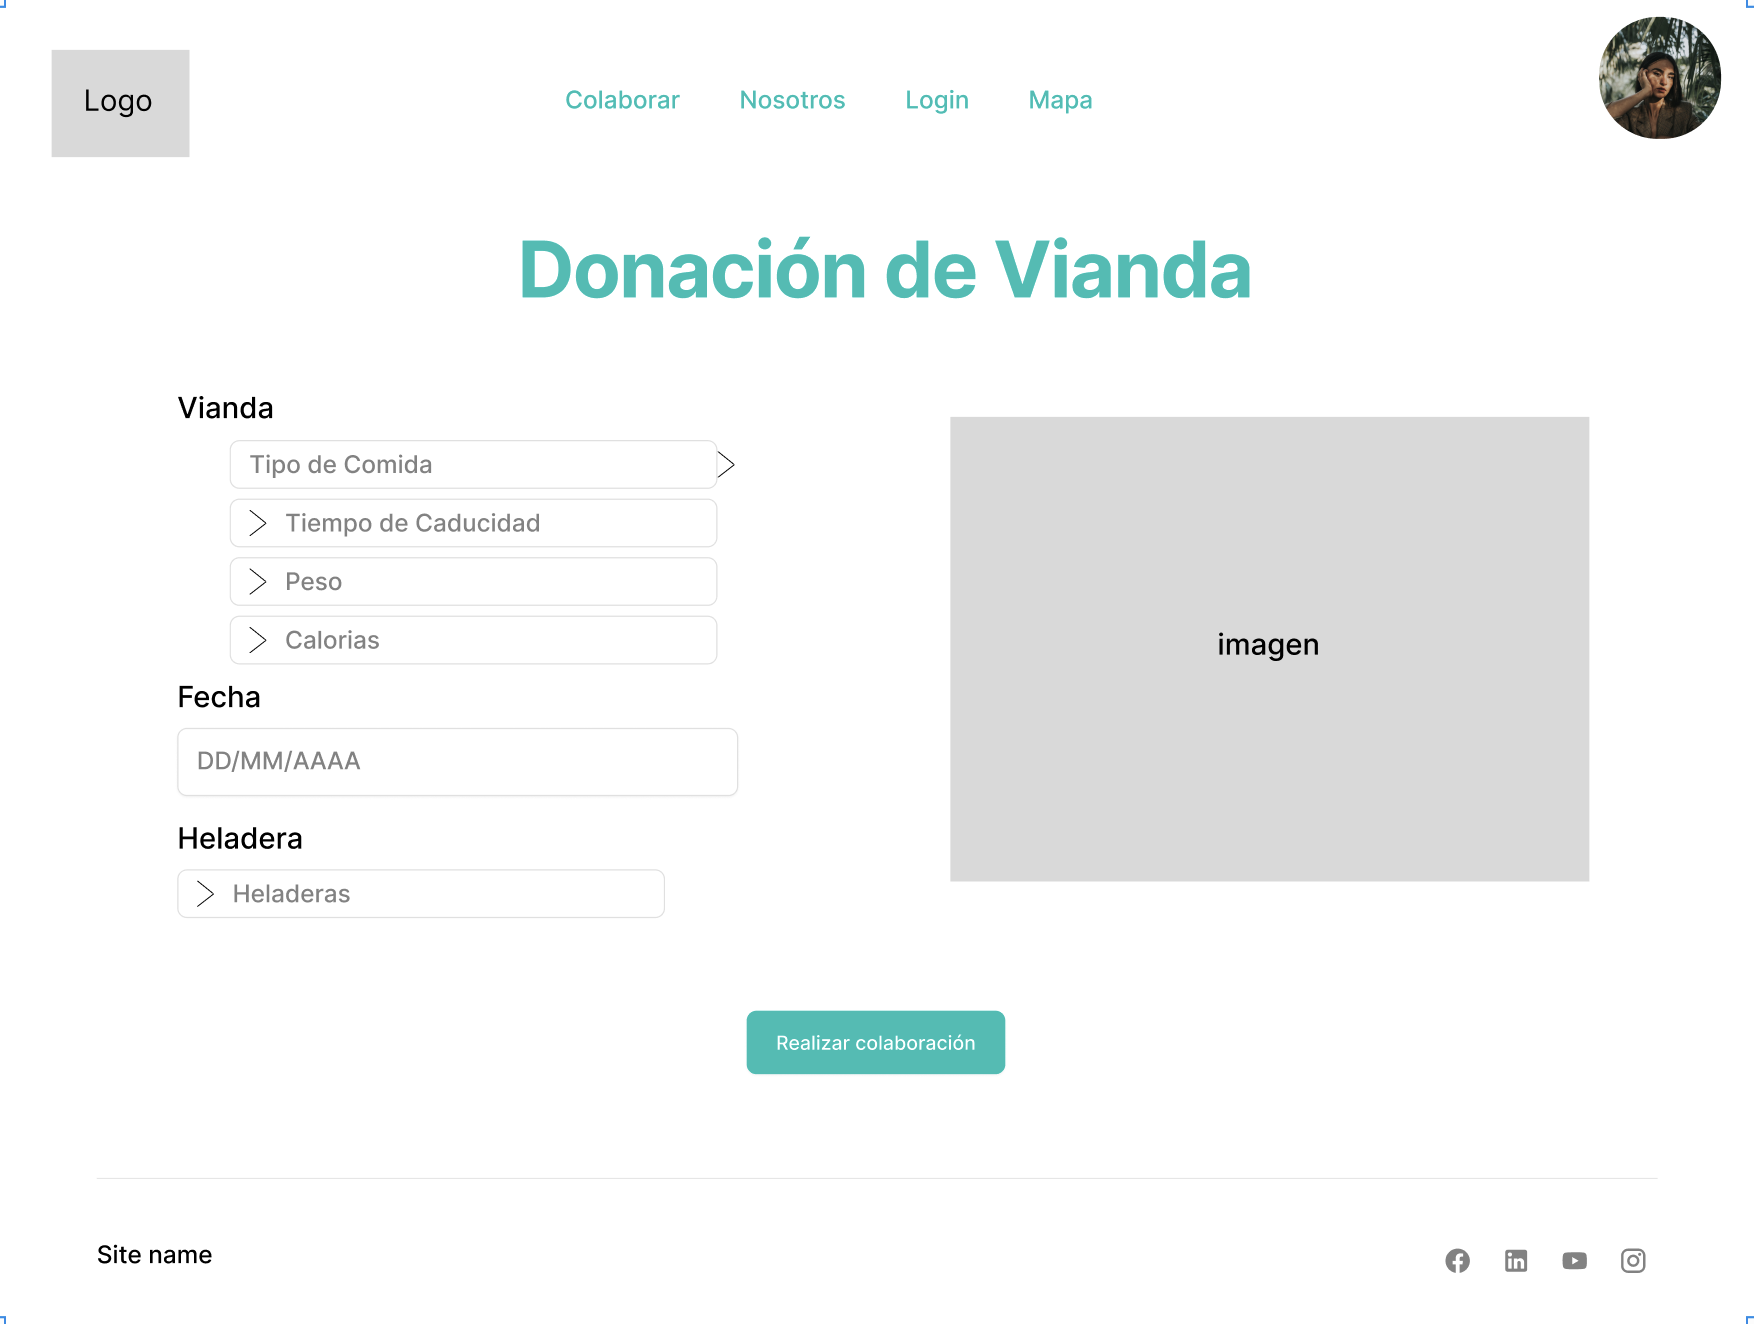 Logo
Colaborar
Nosotros
Login
Mapa
Donación de Vianda
Vianda
Tipo de Comida
Tiempo de Caducidad
Peso
Calorias
Fecha
DD/MM/AAAA
Heladera
Heladeras
imagen
Realizar colaboración
Site name